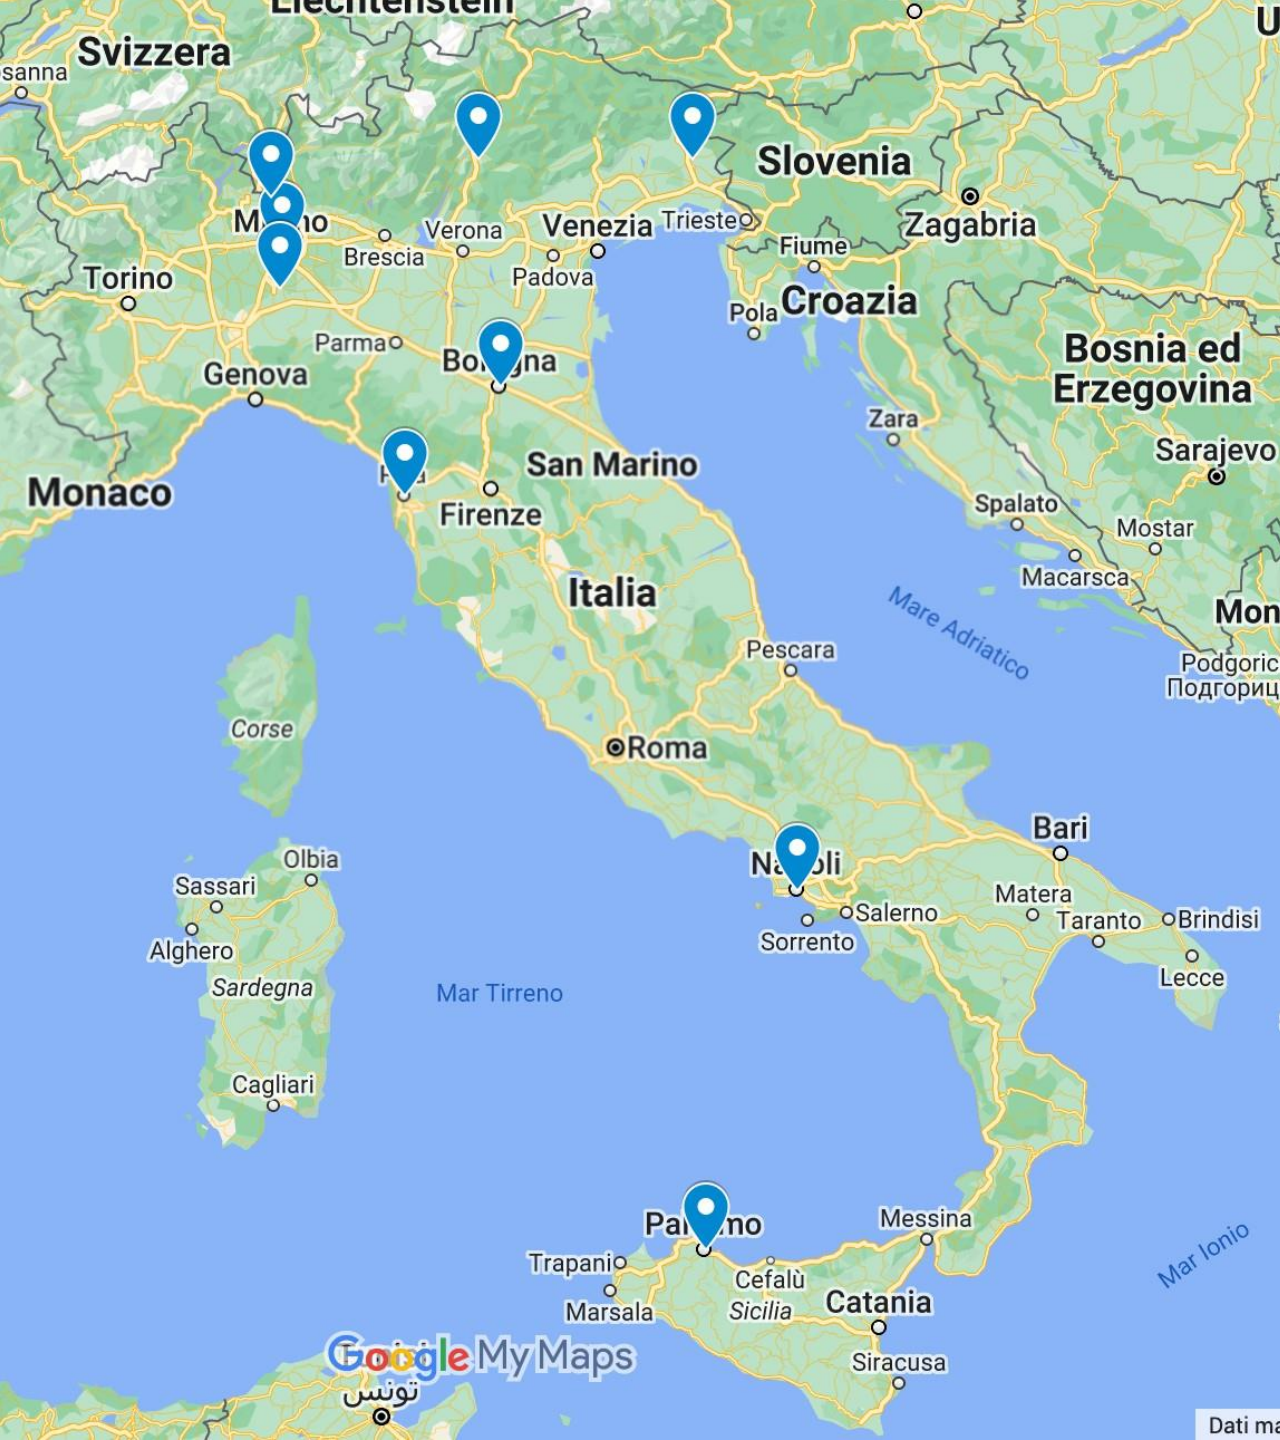 Liechtenstein
Svizzera
U
sanna
Slovenia
Zagabria
Verona
Venezia
Trieste
Brescia
Padova
Fiume
Torino
Pola
Croazia
Parma
Genova
Bosnia ed
Erzegovina
Zara
Sarajevo
San Marino
Monaco
Firenze
Spalato
Mostar
Macarsca
Italia
Mare Adriatico
Mon
Pescara
Podgoric
Подгориц
Corse
Roma
Bari
Olbia
Sassari
Matera
Salerno
Taranto
Brindisi
Alghero
Sorrento
Lecce
Sardegna
Mar Tirreno
Cagliari
Messina
Mar Ionio
Trapani
Cefalù
Marsala
Sicilia
Catania
Google My Maps
Siracusa
تونس
Dati ma